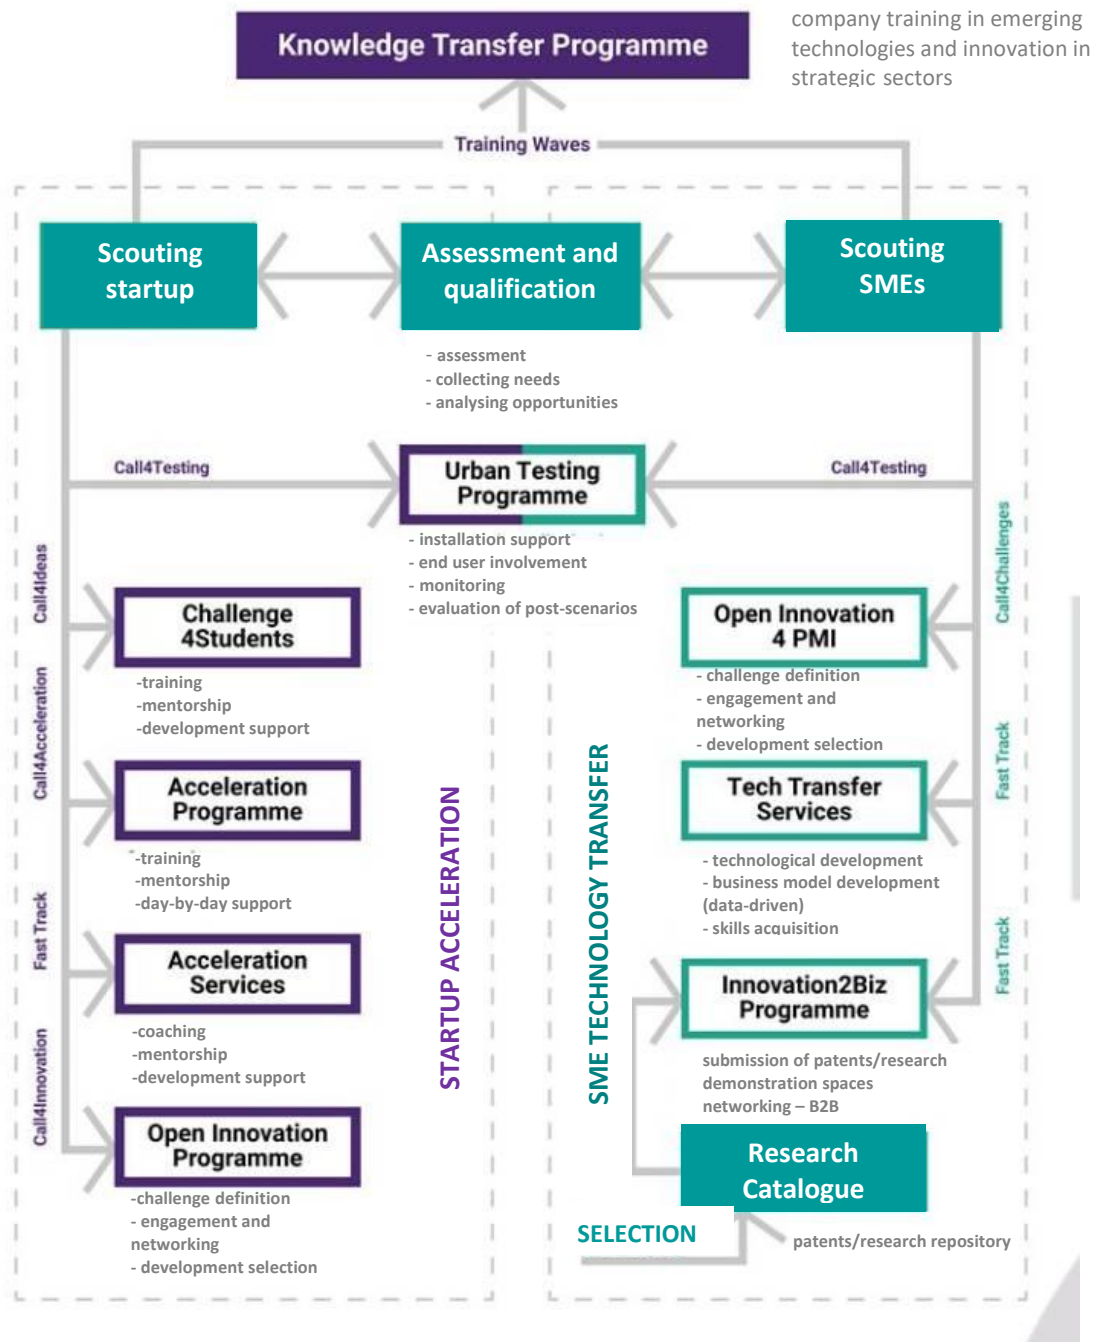 Knowledge Transfer Programme
company training in emerging
technologies and innovation in
strategic sectors
Training Waves
Scouting
startup
Assessment and
qualification
Scouting
SMEs
- assessment
- collecting needs
- analysing opportunities
Call4Testing
Urban Testing
Programme
Call4Testing
- installation support
- end user involvement
- monitoring
- evaluation of post-scenarios
Call4Ideas
Challenge
4Students
-training
-mentorship
-development support
Call4Acceleration
Acceleration
Programme
-training
-mentorship
-day-by-day support
Fast Track
Acceleration
Services
-coaching
-mentorship
-development support
Call4Innovation
Open Innovation
Programme
-challenge definition
- engagement and
networking
- development selection
STARTUP ACCELERATION
SME TECHNOLOGY TRANSFER
Call4Challenges
Open Innovation
4 PMI
- challenge definition
- engagement and
networking
- development selection
Fast Track
Tech Transfer
Services
- technological development
- business model development
(data-driven)
- skills acquisition
Fast Track
Innovation2Biz
Programme
submission of patents/research
demonstration spaces
networking – B2B
Research
Catalogue
SELECTION
patents/research repository